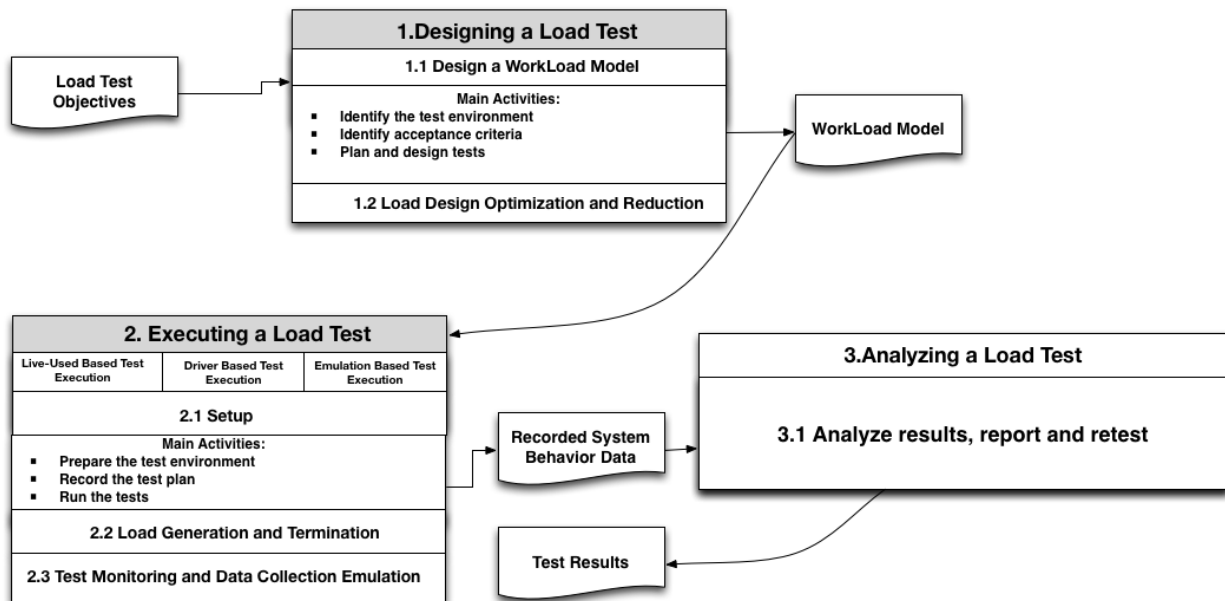 1.Designing a Load Test
1.1 Design a WorkLoad Model
Main Activities:
▪ Identify the test environment
▪ Identify acceptance criteria
▪ Plan and design tests
1.2 Load Design Optimization and Reduction
Load Test
Objectives
WorkLoad Model
2. Executing a Load Test
Live-Used Based Test
Execution
Driver Based Test
Execution
Emulation Based Test
Execution
2.1 Setup
Main Activities:
▪ Prepare the test environment
▪ Record the test plan
▪ Run the tests
2.2 Load Generation and Termination
2.3 Test Monitoring and Data Collection Emulation
Recorded System
Behavior Data
3.Analyzing a Load Test
3.1 Analyze results, report and retest
Test Results